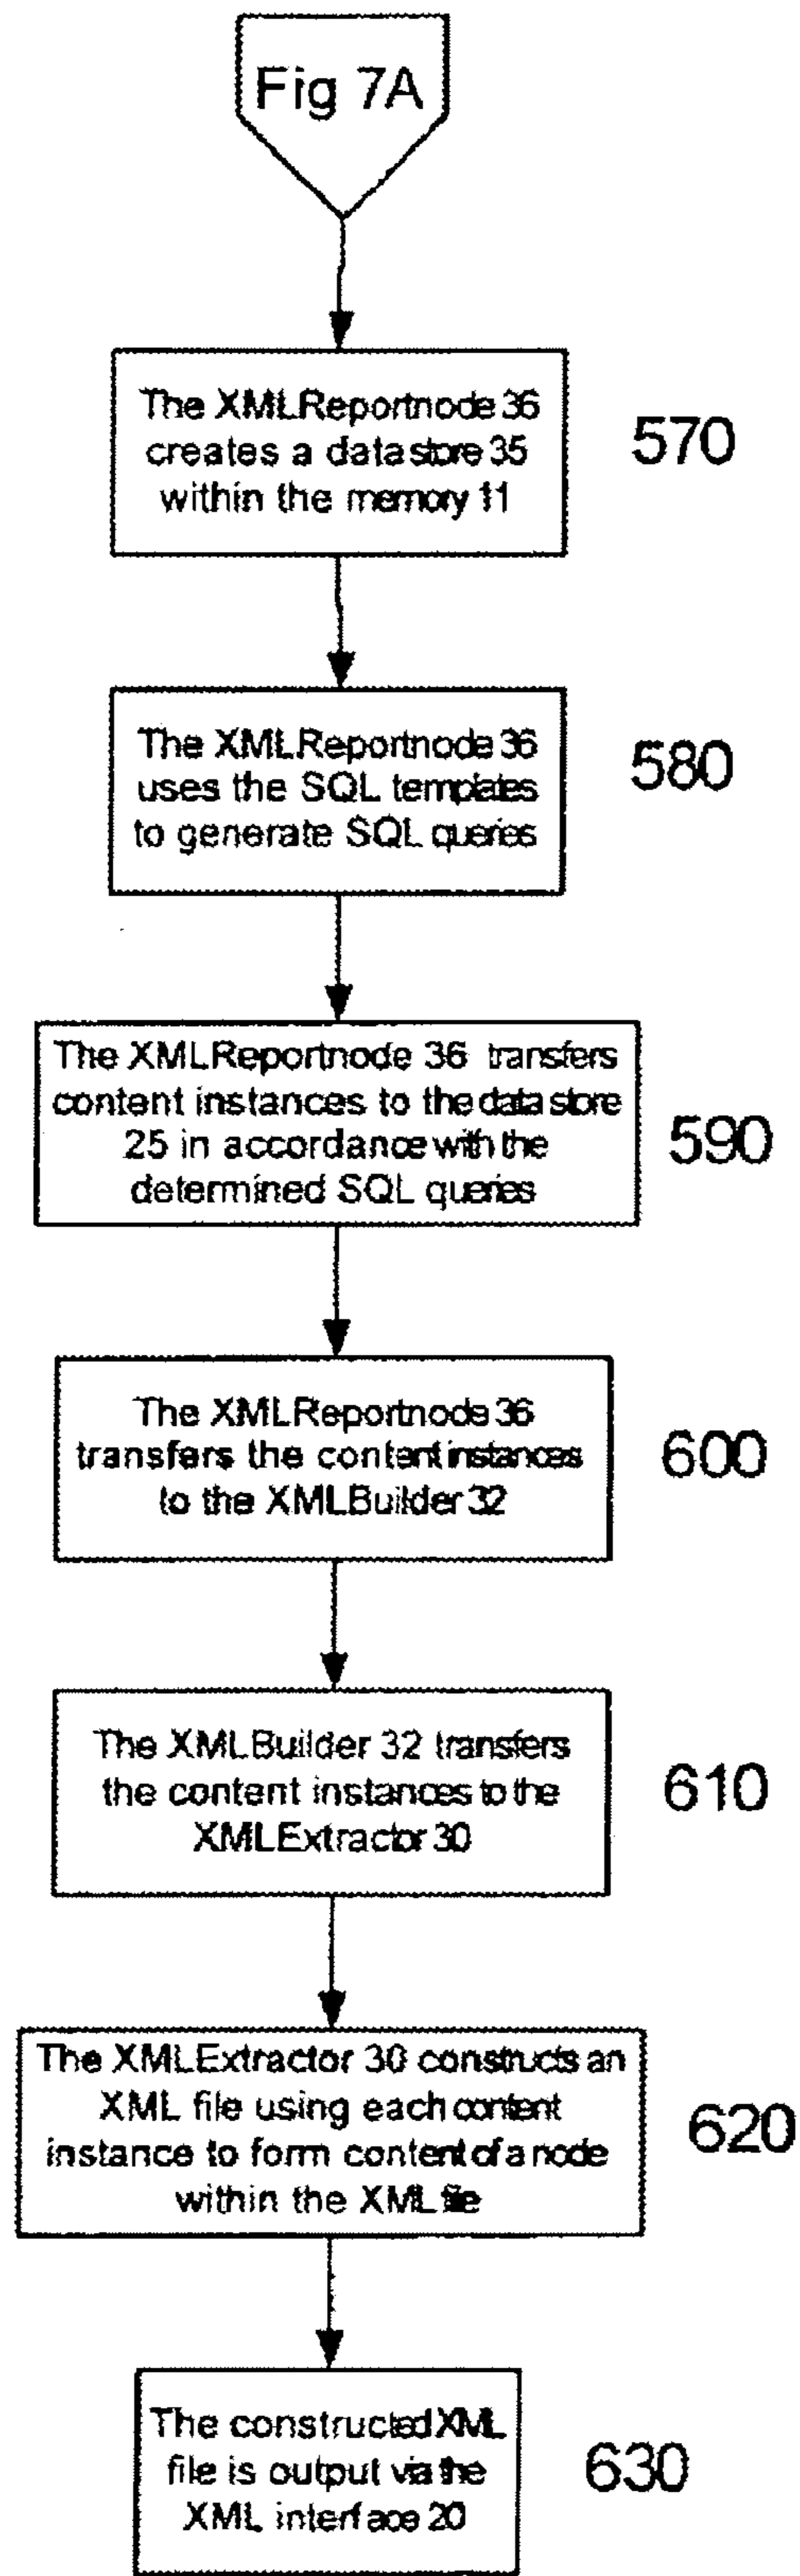 Fig 7A
The XMLReportnode 36
creates a data store 35
within the memory 11
570
The XMLReportnode 36
uses the SQL templates
to generate SQL queries
580
The XMLReportnode 36 transfers
content instances to the data store
25 in accordance with the
determined SQL queries
590
The XMLReportnode 36
transfers the content instances
to the XMLBuilder 32
600
The XMLBuilder 32 transfers
the content instances to the
XMLExtractor 30
610
The XMLExtractor 30 constructs an
XML file using each content
instance to form content of a node
within the XML file
620
The constructed XML
file is output via the
XML interface 20
630